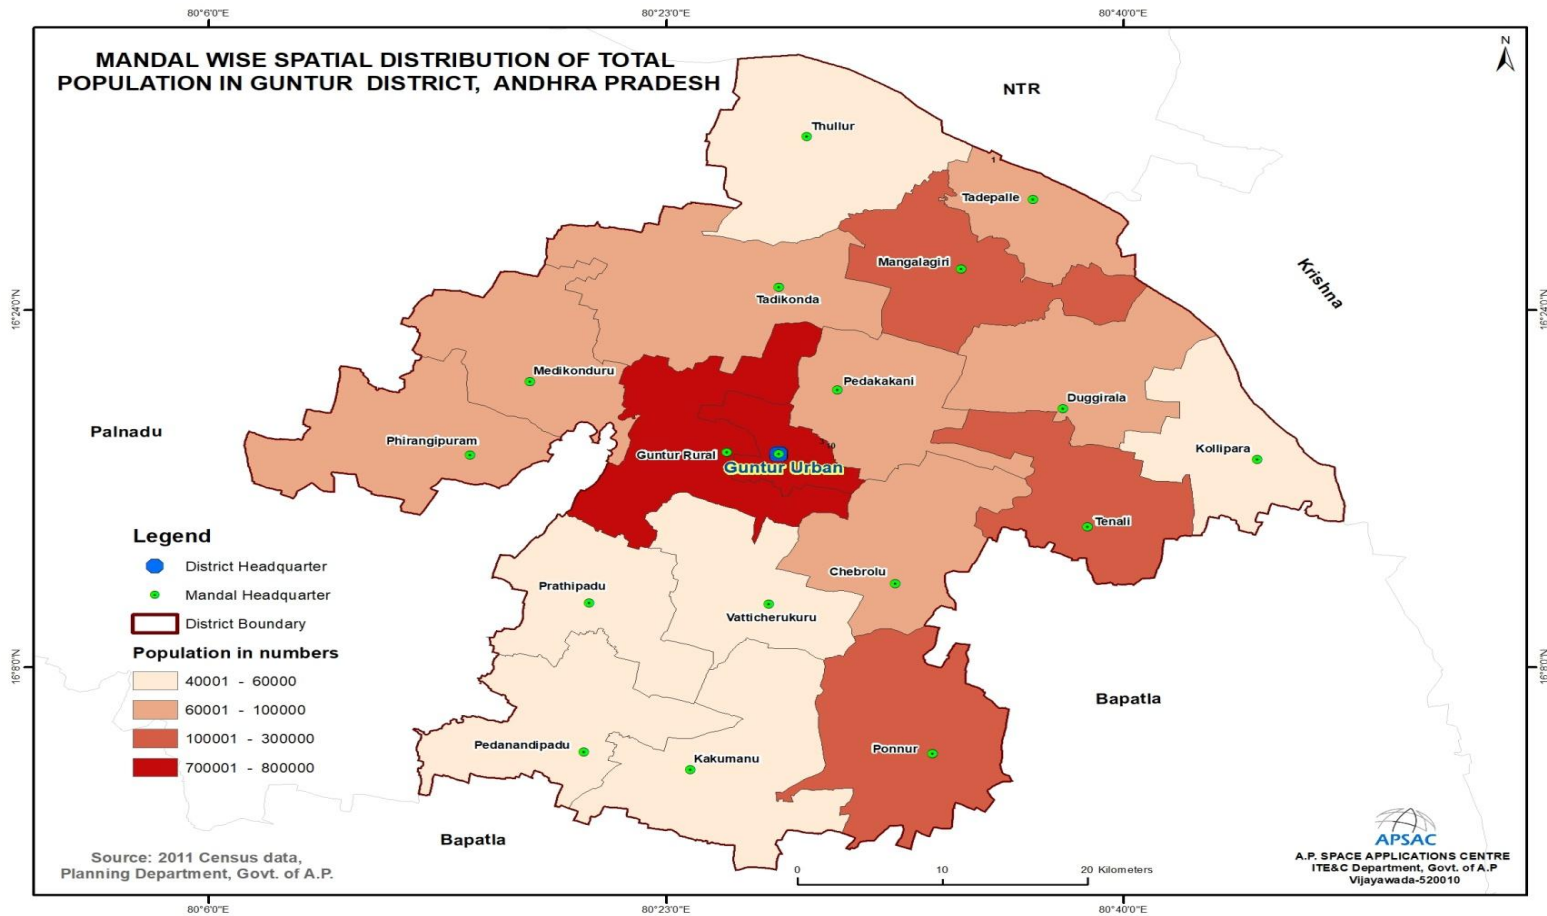 80°6'0"E
80°23'0"E
80°40'0"E
MANDAL WISE SPATIAL DISTRIBUTION OF TOTAL
POPULATION IN GUNTUR DISTRICT, ANDHRA PRADESH
N
NTR
Thullur
1
Tadepalle
Mangalagiri
Krishna
Tadikonda
16°24'0"N
16°24'0"N
Medikonduru
Pedakakani
Duggirala
Palnadu
Phirangipuram
Guntur Rural
Guntur Urban
Kollipara
Tenali
Legend
District Headquarter
Mandal Headquarter
District Boundary
Population in numbers
40001 - 60000
60001 - 100000
100001 - 300000
700001 - 800000
Chebrolu
Prathipadu
Vatticherukuru
16°8'0"N
16°8'0"N
Bapatla
Pedanandipadu
Kakumanu
Ponnur
Bapatla
Source: 2011 Census data,
Planning Department, Govt. of A.P.
0 10 20 Kilometers
APSAC
A.P. SPACE APPLICATIONS CENTRE
ITE&C Department, Govt. of A.P
Vijayawada-520010
80°6'0"E
80°23'0"E
80°40'0"E